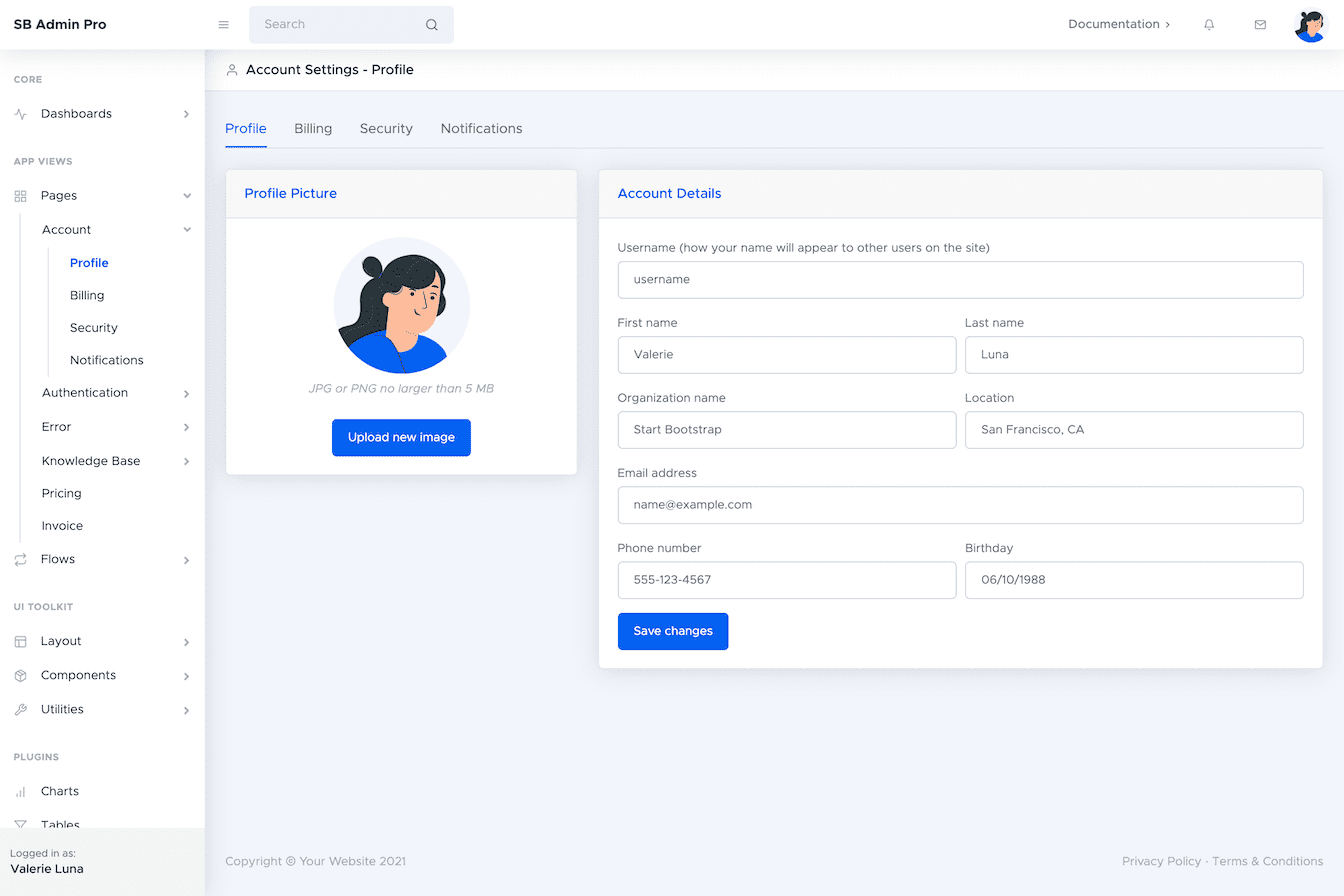 SB Admin Pro
Search
Documentation
CORE
Dashboards
APP VIEWS
Pages
Account
Profile
Billing
Security
Notifications
Authentication
Error
Knowledge Base
Pricing
Invoice
Flows
UI TOOLKIT
Layout
Components
Utilities
PLUGINS
Charts
Tables
Logged in as:
Valerie Luna
Account Settings - Profile
Profile Billing Security Notifications
Profile Picture
JPG or PNG no larger than 5 MB
Upload new image
Account Details
Username (how your name will appear to other users on the site)
username
First name Last name
Valerie Luna
Organization name Location
Start Bootstrap San Francisco, CA
Email address
name@example.com
Phone number Birthday
555-123-4567 06/10/1988
Save changes
Copyright © Your Website 2021
Privacy Policy · Terms & Conditions